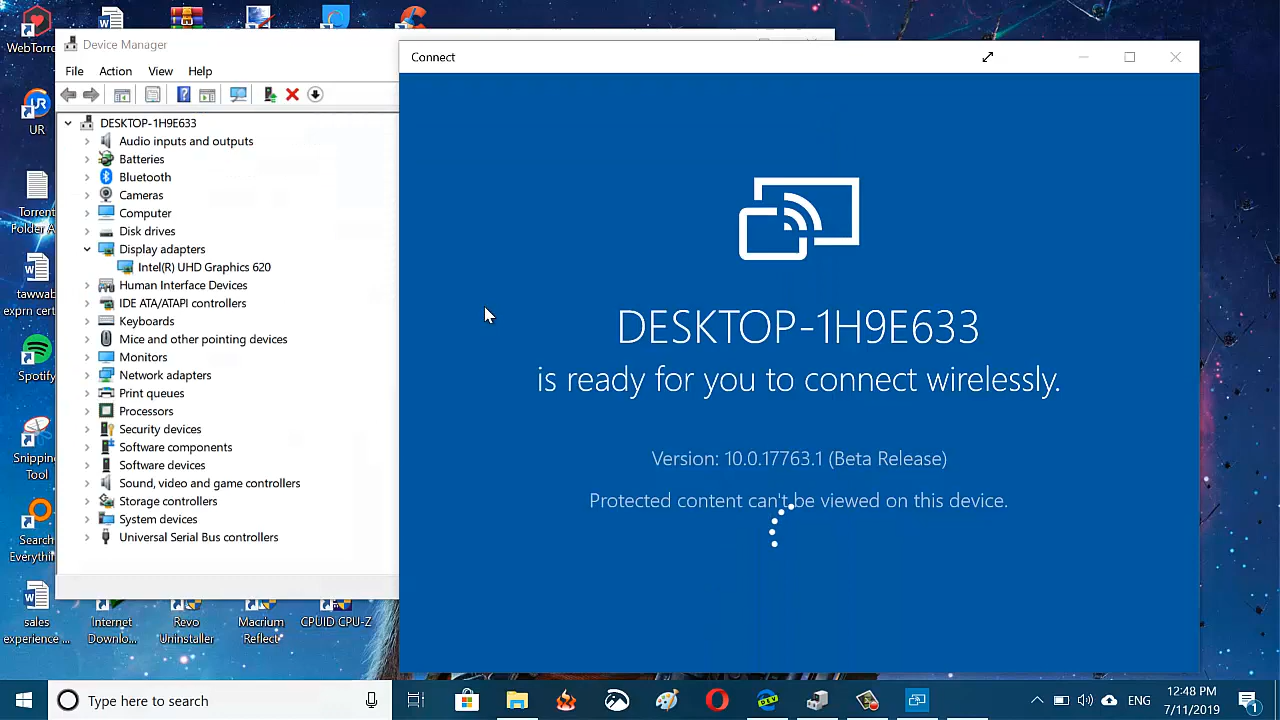 WebTorre...
Device Manager
File Action View Help
DESKTOP-1H9E633
Audio inputs and outputs
Batteries
Bluetooth
Cameras
Computer
Disk drives
Display adapters
Intel(R) UHD Graphics 620
Human Interface Devices
IDE ATA/ATAPI controllers
Keyboards
Mice and other pointing devices
Monitors
Network adapters
Print queues
Processors
Security devices
Software components
Software devices
Sound, video and game controllers
Storage controllers
System devices
Universal Serial Bus controllers
Connect
DESKTOP-1H9E633
is ready for you to connect wirelessly.
Version: 10.0.17763.1 (Beta Release)
Protected content can't be viewed on this device.
UR
Torrent
Folder
exprn cert
Spotify
Snipping
Tool
Search
Everything
sales
experience ...
Internet
Downlo...
Revo
Uninstaller
Macrium
Reflect
CPUID CPU-Z
Type here to search
DEV
ENG
12:48 PM
7/11/2019
1